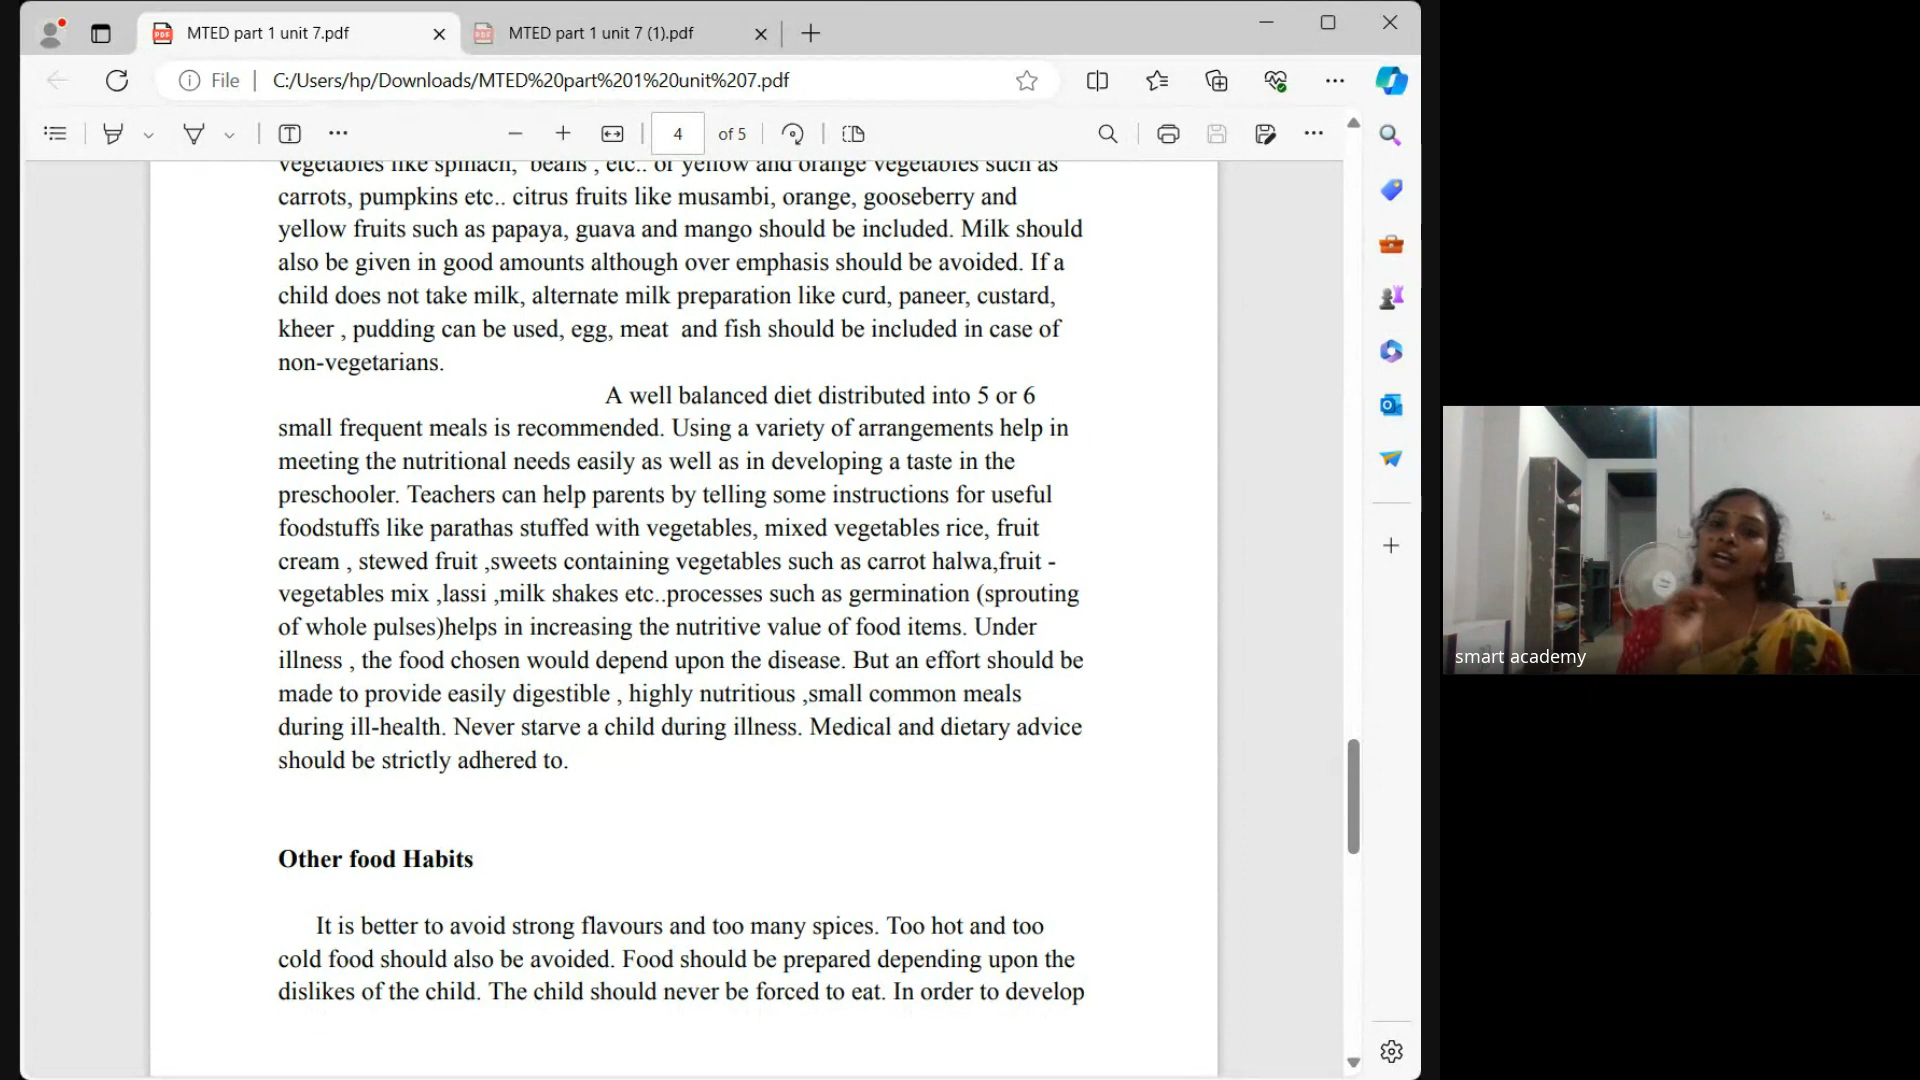 MTED part 1 unit 7.pdf
MTED part 1 unit 7 (1).pdf
File
C:/Users/hp/Downloads/MTED%20part%201%20unit%207.pdf
4 of 5
vegetables like spinach, beans , etc.. or yellow and orange vegetables such as
carrots, pumpkins etc.. citrus fruits like musambi, orange, gooseberry and
yellow fruits such as papaya, guava and mango should be included. Milk should
also be given in good amounts although over emphasis should be avoided. If a
child does not take milk, alternate milk preparation like curd, paneer, custard,
kheer , pudding can be used, egg, meat  and fish should be included in case of
non-vegetarians.
A well balanced diet distributed into 5 or 6
small frequent meals is recommended. Using a variety of arrangements help in
meeting the nutritional needs easily as well as in developing a taste in the
preschooler. Teachers can help parents by telling some instructions for useful
foodstuffs like parathas stuffed with vegetables, mixed vegetables rice, fruit
cream , stewed fruit ,sweets containing vegetables such as carrot halwa,fruit -
vegetables mix ,lassi ,milk shakes etc..processes such as germination (sprouting
of whole pulses)helps in increasing the nutritive value of food items. Under
illness , the food chosen would depend upon the disease. But an effort should be
made to provide easily digestible , highly nutritious ,small common meals
during ill-health. Never starve a child during illness. Medical and dietary advice
should be strictly adhered to.
Other food Habits
It is better to avoid strong flavours and too many spices. Too hot and too
cold food should also be avoided. Food should be prepared depending upon the
dislikes of the child. The child should never be forced to eat. In order to develop
smart academy